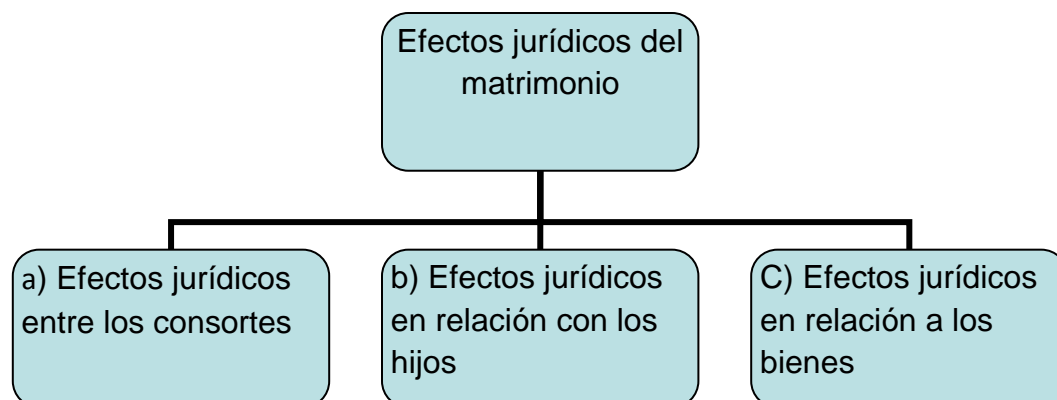 Efectos jurídicos del
matrimonio
a) Efectos jurídicos
entre los consortes
b) Efectos jurídicos
en relación con los
hijos
C) Efectos jurídicos
en relación a los
bienes